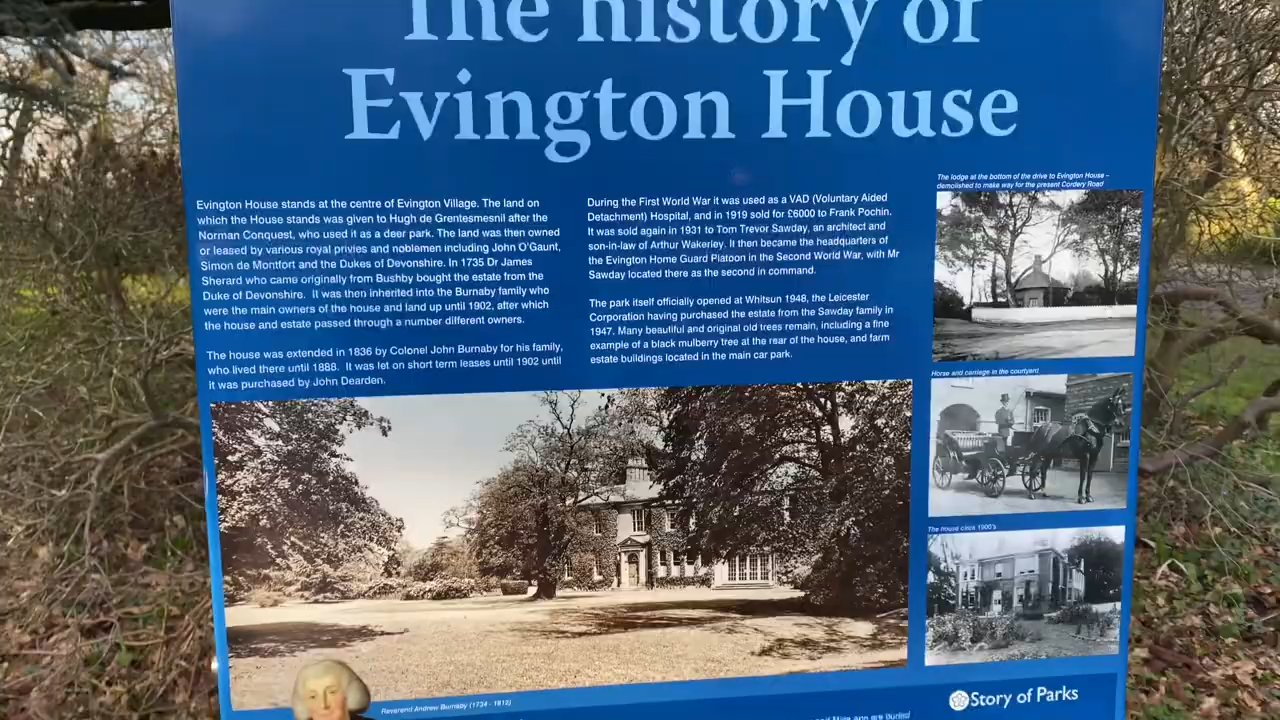 The history of
Evington House
Evington House stands at the centre of Evington Village. The land on
which the House stands was given to Hugh de Grentesmesnil after the
Norman Conquest, who used it as a deer park. The land was then owned
or leased by various royal privies and noblemen including John O'Gaunt,
Simon de Montfort and the Dukes of Devonshire. In 1735 Dr James
Sherard who came originally from Bushby bought the estate from the
Duke of Devonshire. It was then inherited into the Burnaby family who
were the main owners of the house and land up until 1902, after which
the house and estate passed through a number different owners.
The house was extended in 1836 by Colonel John Burnaby for his family,
who lived there until 1888. It was let on short term leases until 1902 until
it was purchased by John Dearden.
During the First World War it was used as a VAD (Voluntary Aided
Detachment) Hospital, and in 1919 sold for £6000 to Frank Pochin.
It was sold again in 1931 to Tom Trevor Sawday, an architect and
son-in-law of Arthur Wakerley. It then became the headquarters of
the Evington Home Guard Platoon in the Second World War, with Mr
Sawday located there as the second in command.
The park itself officially opened at Whitsun 1948, the Leicester
Corporation having purchased the estate from the Sawday family in
1947. Many beautiful and original old trees remain, including a fine
example of a black mulberry tree at the rear of the house, and farm
estate buildings located in the main car park.
The lodge at the bottom of the drive to Evington House –
demolished to make way for the present Cordery Road
Horse and carriage in the courtyard
The house circa 1900's
Reverend Andrew Burnaby (1734 - 1812)
Story of Parks
are buried